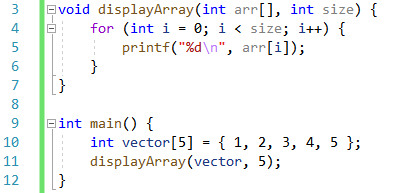 3 void displayArray(int arr[], int size) {
4     for (int i = 0; i < size; i++) {
5         printf("%d\n", arr[i]);
6     }
7 }
8
9 int main() {
10     int vector[5] = { 1, 2, 3, 4, 5 };
11     displayArray(vector, 5);
12 }